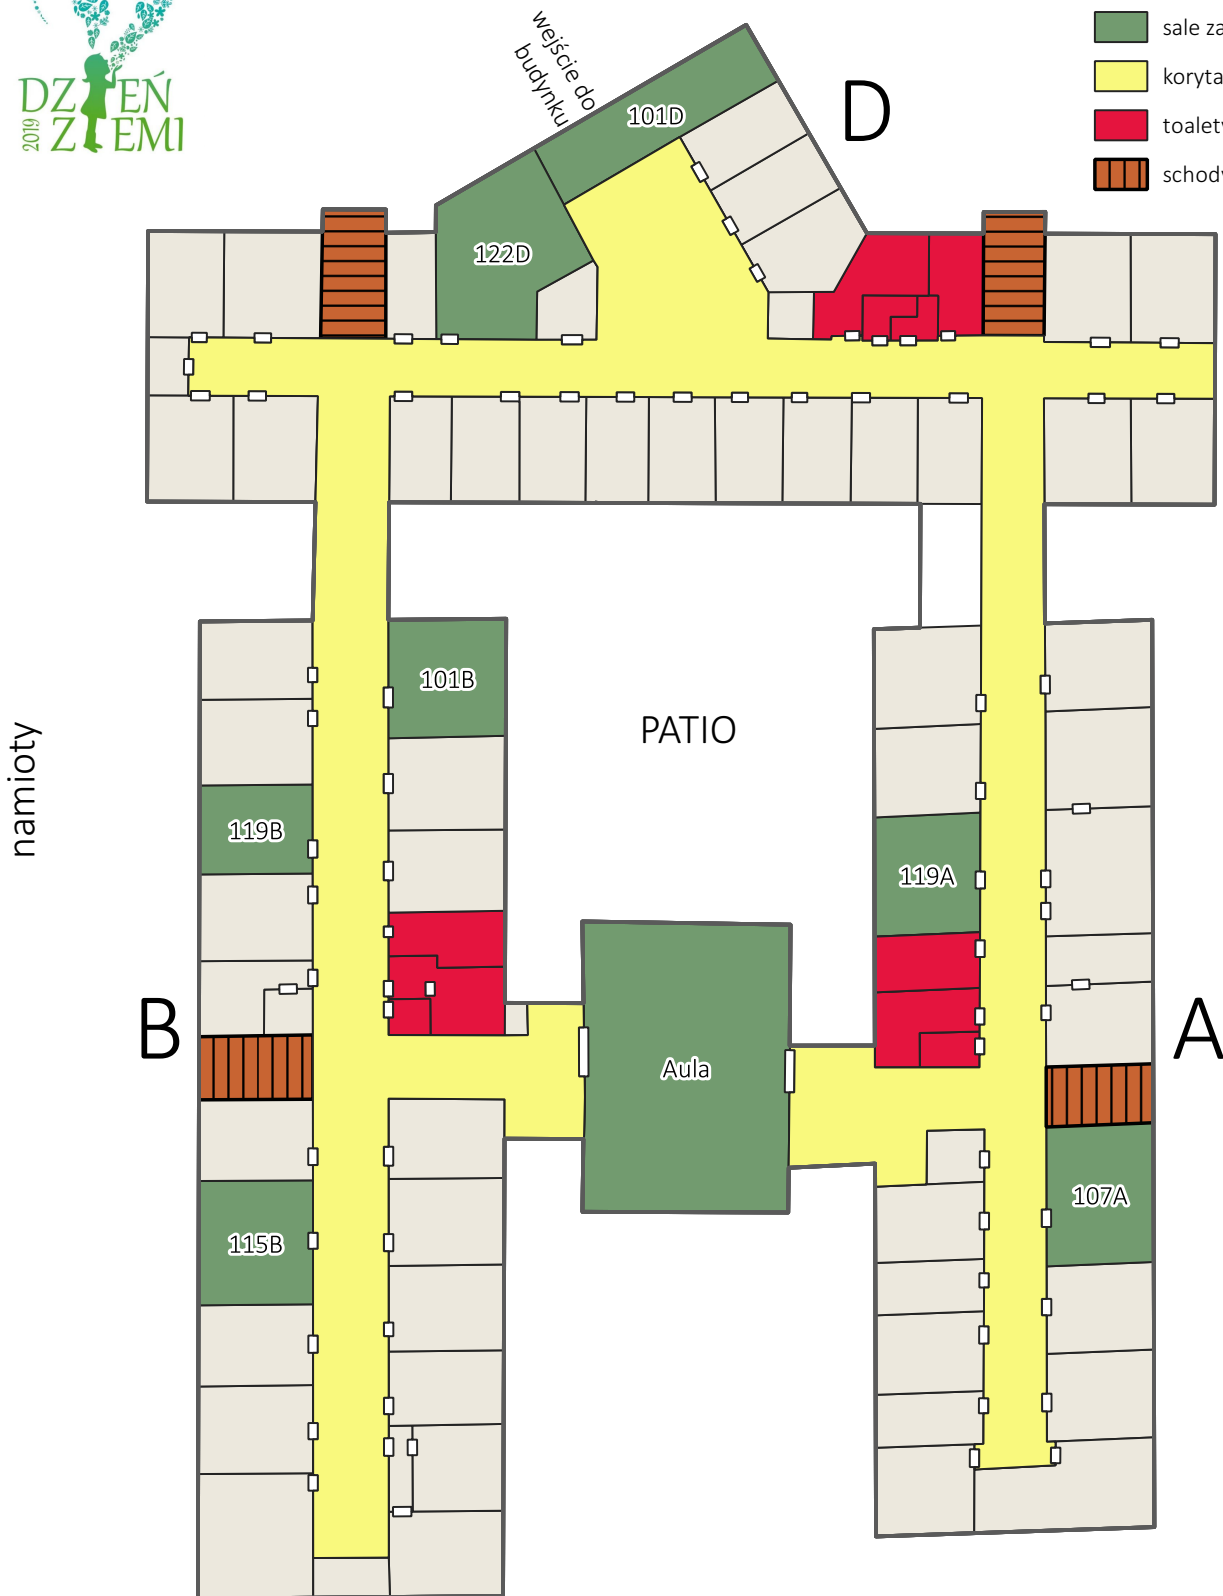 DZIEŃ
2019 ZIEMI
wejście do
budynku
sale za
koryta
toalety
schody
D
101D
122D
101B
PATIO
namioty
119B
119A
B
A
Aula
107A
115B